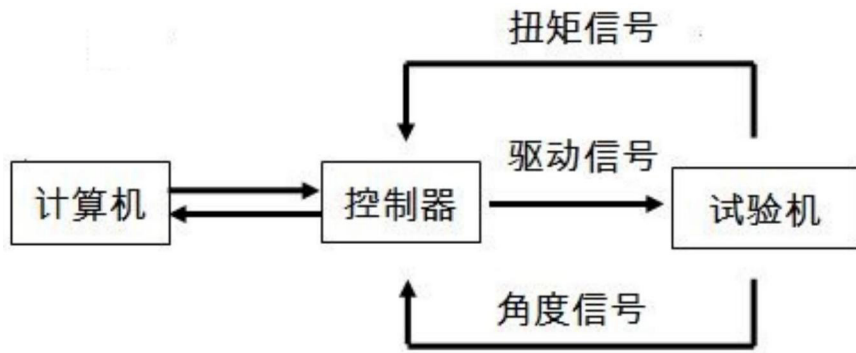 扭矩信号
驱动信号
计算机
控制器
试验机
角度信号